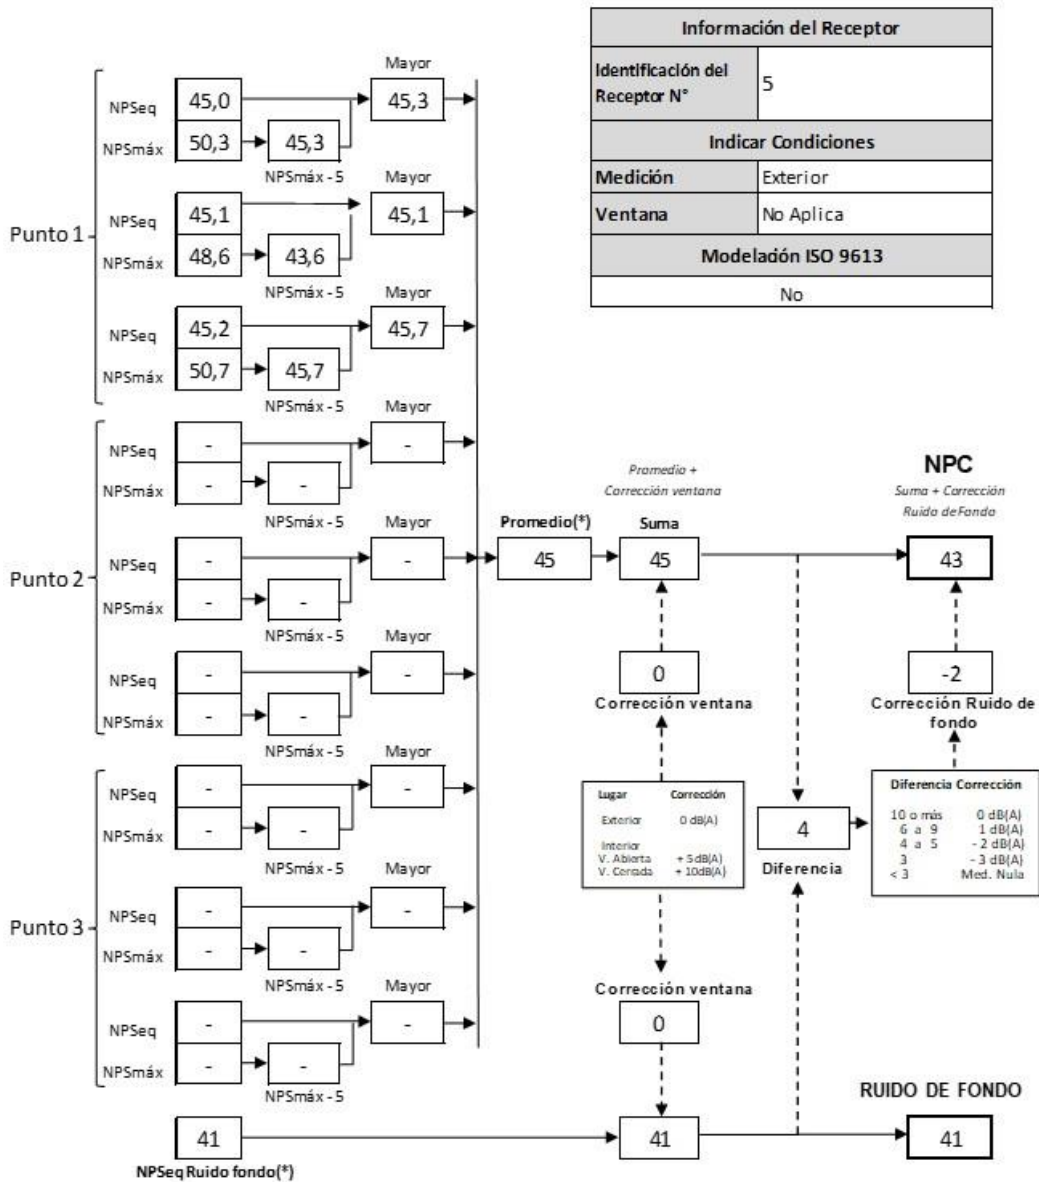 Información del Receptor
Identificación del Receptor N° 5
Indicar Condiciones
Medición Exterior
Ventana No Aplica
Modelación ISO 9613
No
Punto 1
Mayor
NPSeq 45,0 45,3
NPSmáx 50,3 45,3
NPSmáx - 5
Mayor
NPSeq 45,1 45,1
NPSmáx 48,6 43,6
NPSmáx - 5
Mayor
NPSeq 45,2 45,7
NPSmáx 50,7 45,7
NPSmáx - 5
Punto 2
Mayor
NPSeq - -
NPSmáx - -
NPSmáx - 5
Mayor
NPSeq - -
NPSmáx - -
NPSmáx - 5
Mayor
NPSeq - -
NPSmáx - -
NPSmáx - 5
Punto 3
Mayor
NPSeq - -
NPSmáx - -
NPSmáx - 5
Mayor
NPSeq - -
NPSmáx - -
NPSmáx - 5
Mayor
NPSeq - -
NPSmáx - -
NPSmáx - 5
41
NPSeq Ruido fondo(*)
Promedio(*)
45
Promedio +
Corrección ventana
Suma
45
0
Corrección ventana
Lugar Corrección
Exterior 0 dB(A)
Interior
V. Abierta + 5 dB(A)
V. Cerrada + 10dB(A)
Corrección ventana
0
41
4
Diferencia
NPC
Suma + Corrección
Ruido de Fondo
43
-2
Corrección Ruido de
fondo
Diferencia Corrección
10 o más 0 dB(A)
6 a 9 1 dB(A)
4 a 5 - 2 dB(A)
3 - 3 dB(A)
< 3 Med. Nula
RUIDO DE FONDO
41